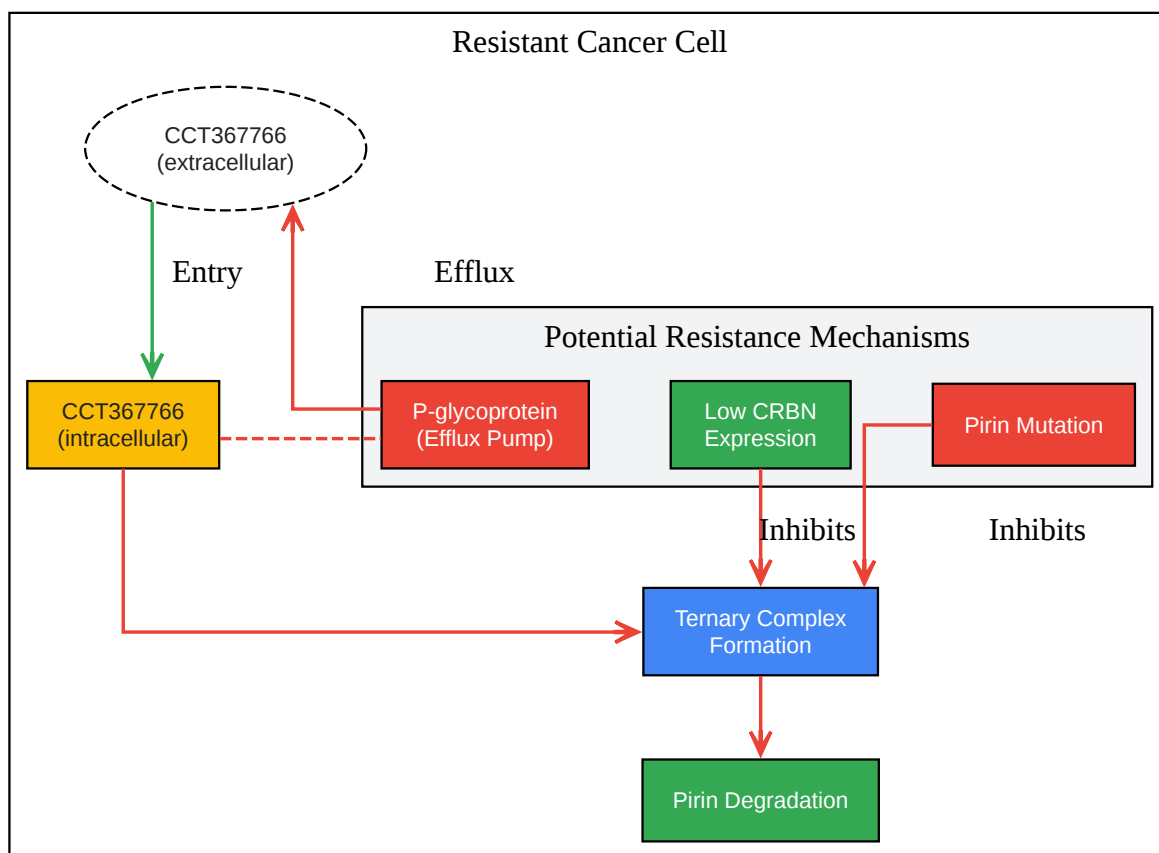 Resistant Cancer Cell
CCT367766
(extracellular)
Entry
Efflux
Potential Resistance Mechanisms
CCT367766
(intracellular)
P-glycoprotein
(Efflux Pump)
Low CRBN
Expression
Pirin Mutation
Inhibits
Inhibits
Ternary Complex
Formation
Pirin Degradation